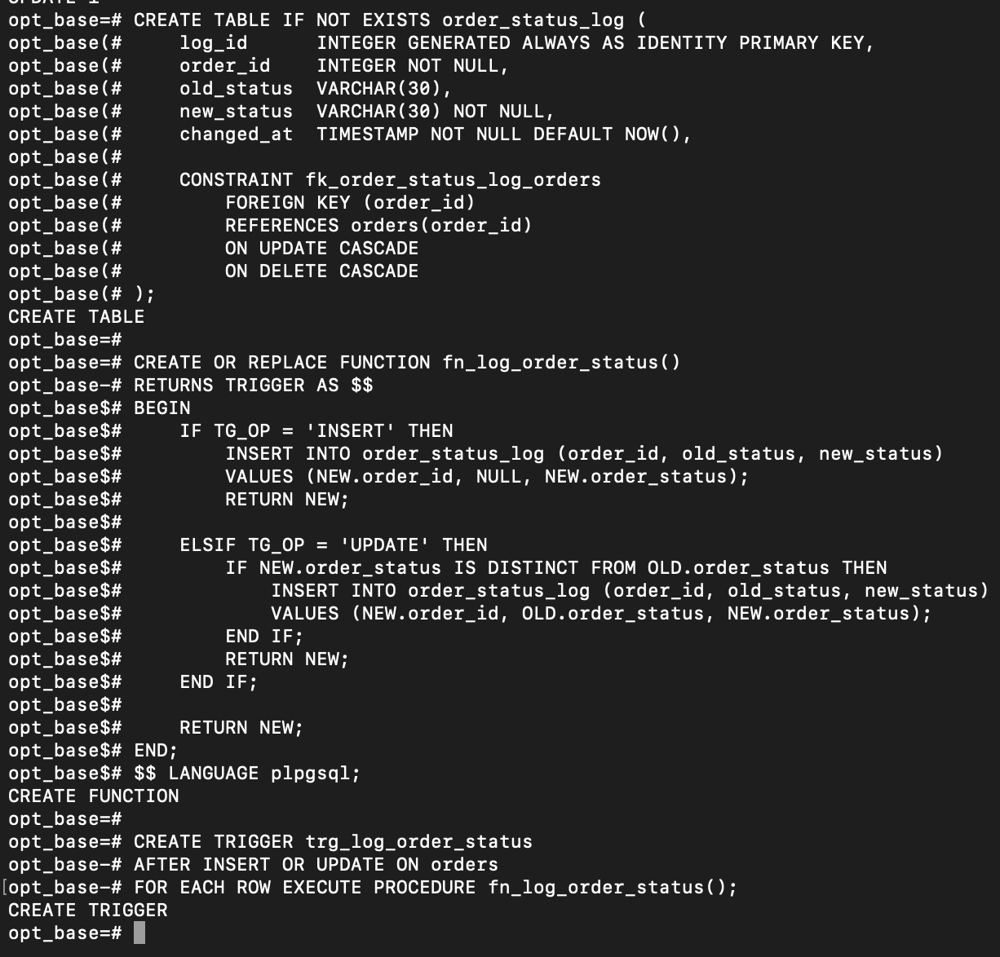 UPDATE 1
opt_base=# CREATE TABLE IF NOT EXISTS order_status_log (
opt_base(#     log_id      INTEGER GENERATED ALWAYS AS IDENTITY PRIMARY KEY,
opt_base(#     order_id    INTEGER NOT NULL,
opt_base(#     old_status  VARCHAR(30),
opt_base(#     new_status  VARCHAR(30) NOT NULL,
opt_base(#     changed_at  TIMESTAMP NOT NULL DEFAULT NOW(),
opt_base(#
opt_base(#     CONSTRAINT fk_order_status_log_orders
opt_base(#         FOREIGN KEY (order_id)
opt_base(#         REFERENCES orders(order_id)
opt_base(#         ON UPDATE CASCADE
opt_base(#         ON DELETE CASCADE
opt_base(# );
CREATE TABLE
opt_base=#
opt_base=# CREATE OR REPLACE FUNCTION fn_log_order_status()
opt_base-# RETURNS TRIGGER AS $$
opt_base$# BEGIN
opt_base$#     IF TG_OP = 'INSERT' THEN
opt_base$#         INSERT INTO order_status_log (order_id, old_status, new_status)
opt_base$#         VALUES (NEW.order_id, NULL, NEW.order_status);
opt_base$#         RETURN NEW;
opt_base$#
opt_base$#     ELSIF TG_OP = 'UPDATE' THEN
opt_base$#         IF NEW.order_status IS DISTINCT FROM OLD.order_status THEN
opt_base$#             INSERT INTO order_status_log (order_id, old_status, new_status)
opt_base$#             VALUES (NEW.order_id, OLD.order_status, NEW.order_status);
opt_base$#         END IF;
opt_base$#         RETURN NEW;
opt_base$#     END IF;
opt_base$#
opt_base$#     RETURN NEW;
opt_base$# END;
opt_base$# $$ LANGUAGE plpgsql;
CREATE FUNCTION
opt_base=#
opt_base=# CREATE TRIGGER trg_log_order_status
opt_base-# AFTER INSERT OR UPDATE ON orders
[opt_base-# FOR EACH ROW EXECUTE PROCEDURE fn_log_order_status();
CREATE TRIGGER
opt_base=#